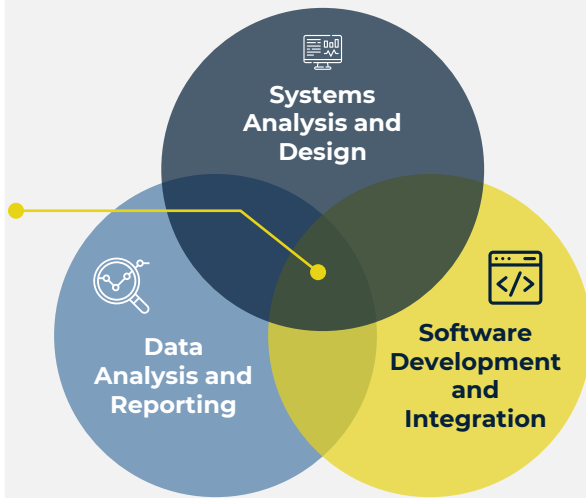 Systems
Analysis and
Design
Data
Analysis and
Reporting
Software
Development
and
Integration